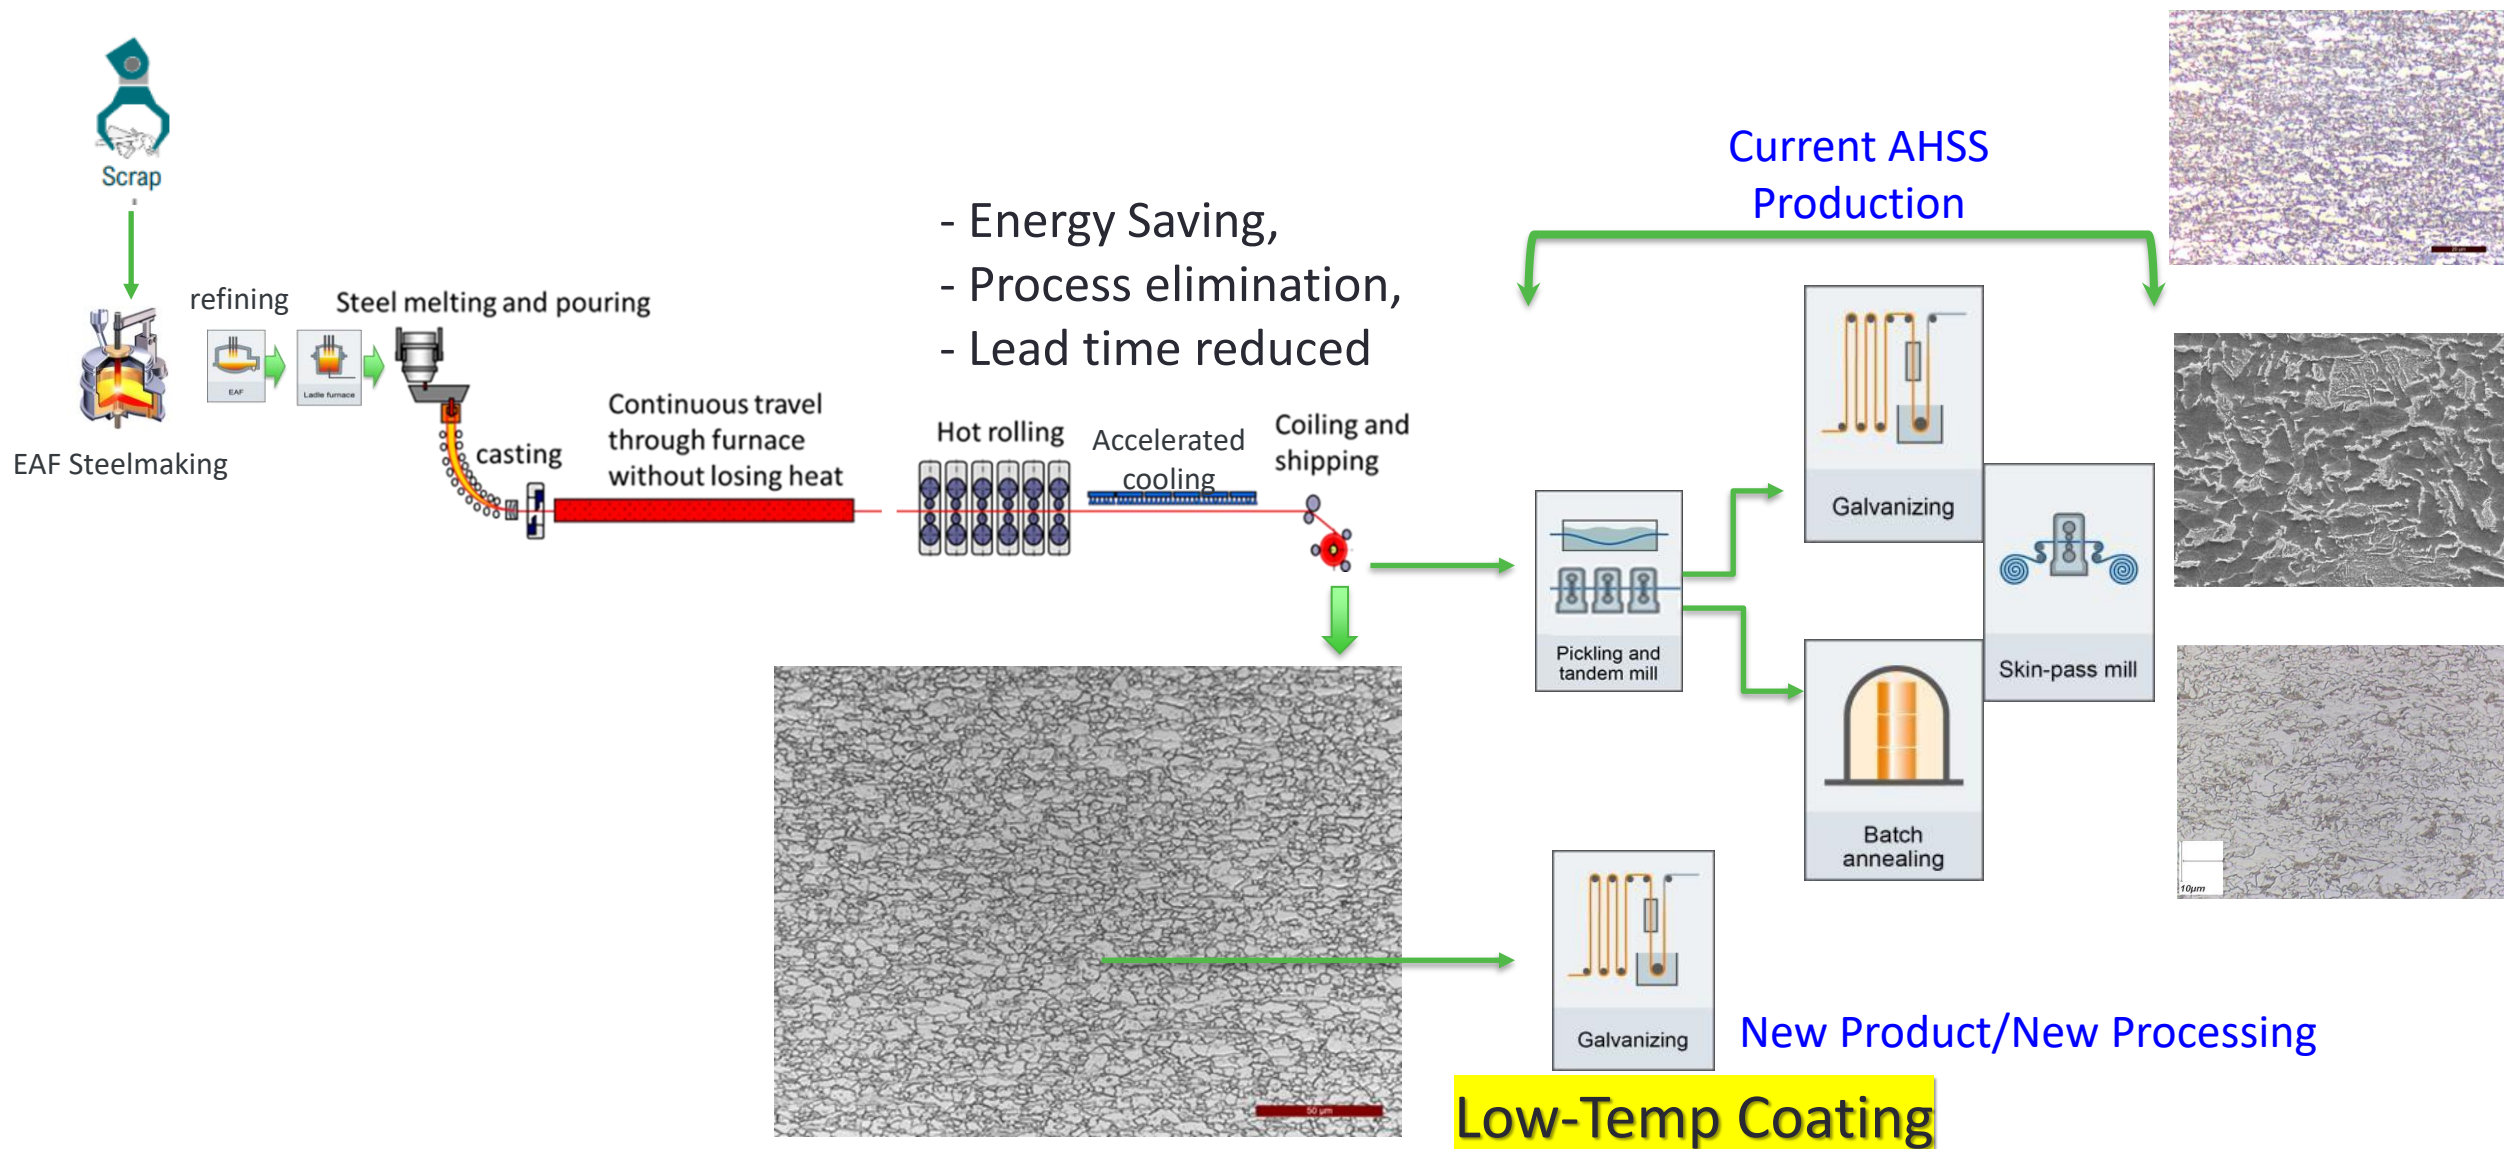 Scrap
EAF Steelmaking
refining
EAF
Ladle furnace
Steel melting and pouring
casting
Continuous travel
through furnace
without losing heat
- Energy Saving,
- Process elimination,
- Lead time reduced
Hot rolling
Accelerated
cooling
Coiling and
shipping
50 µm
Current AHSS
Production
Pickling and
tandem mill
Galvanizing
Skin-pass mill
Batch
annealing
Galvanizing
New Product/New Processing
Low-Temp Coating
10µm